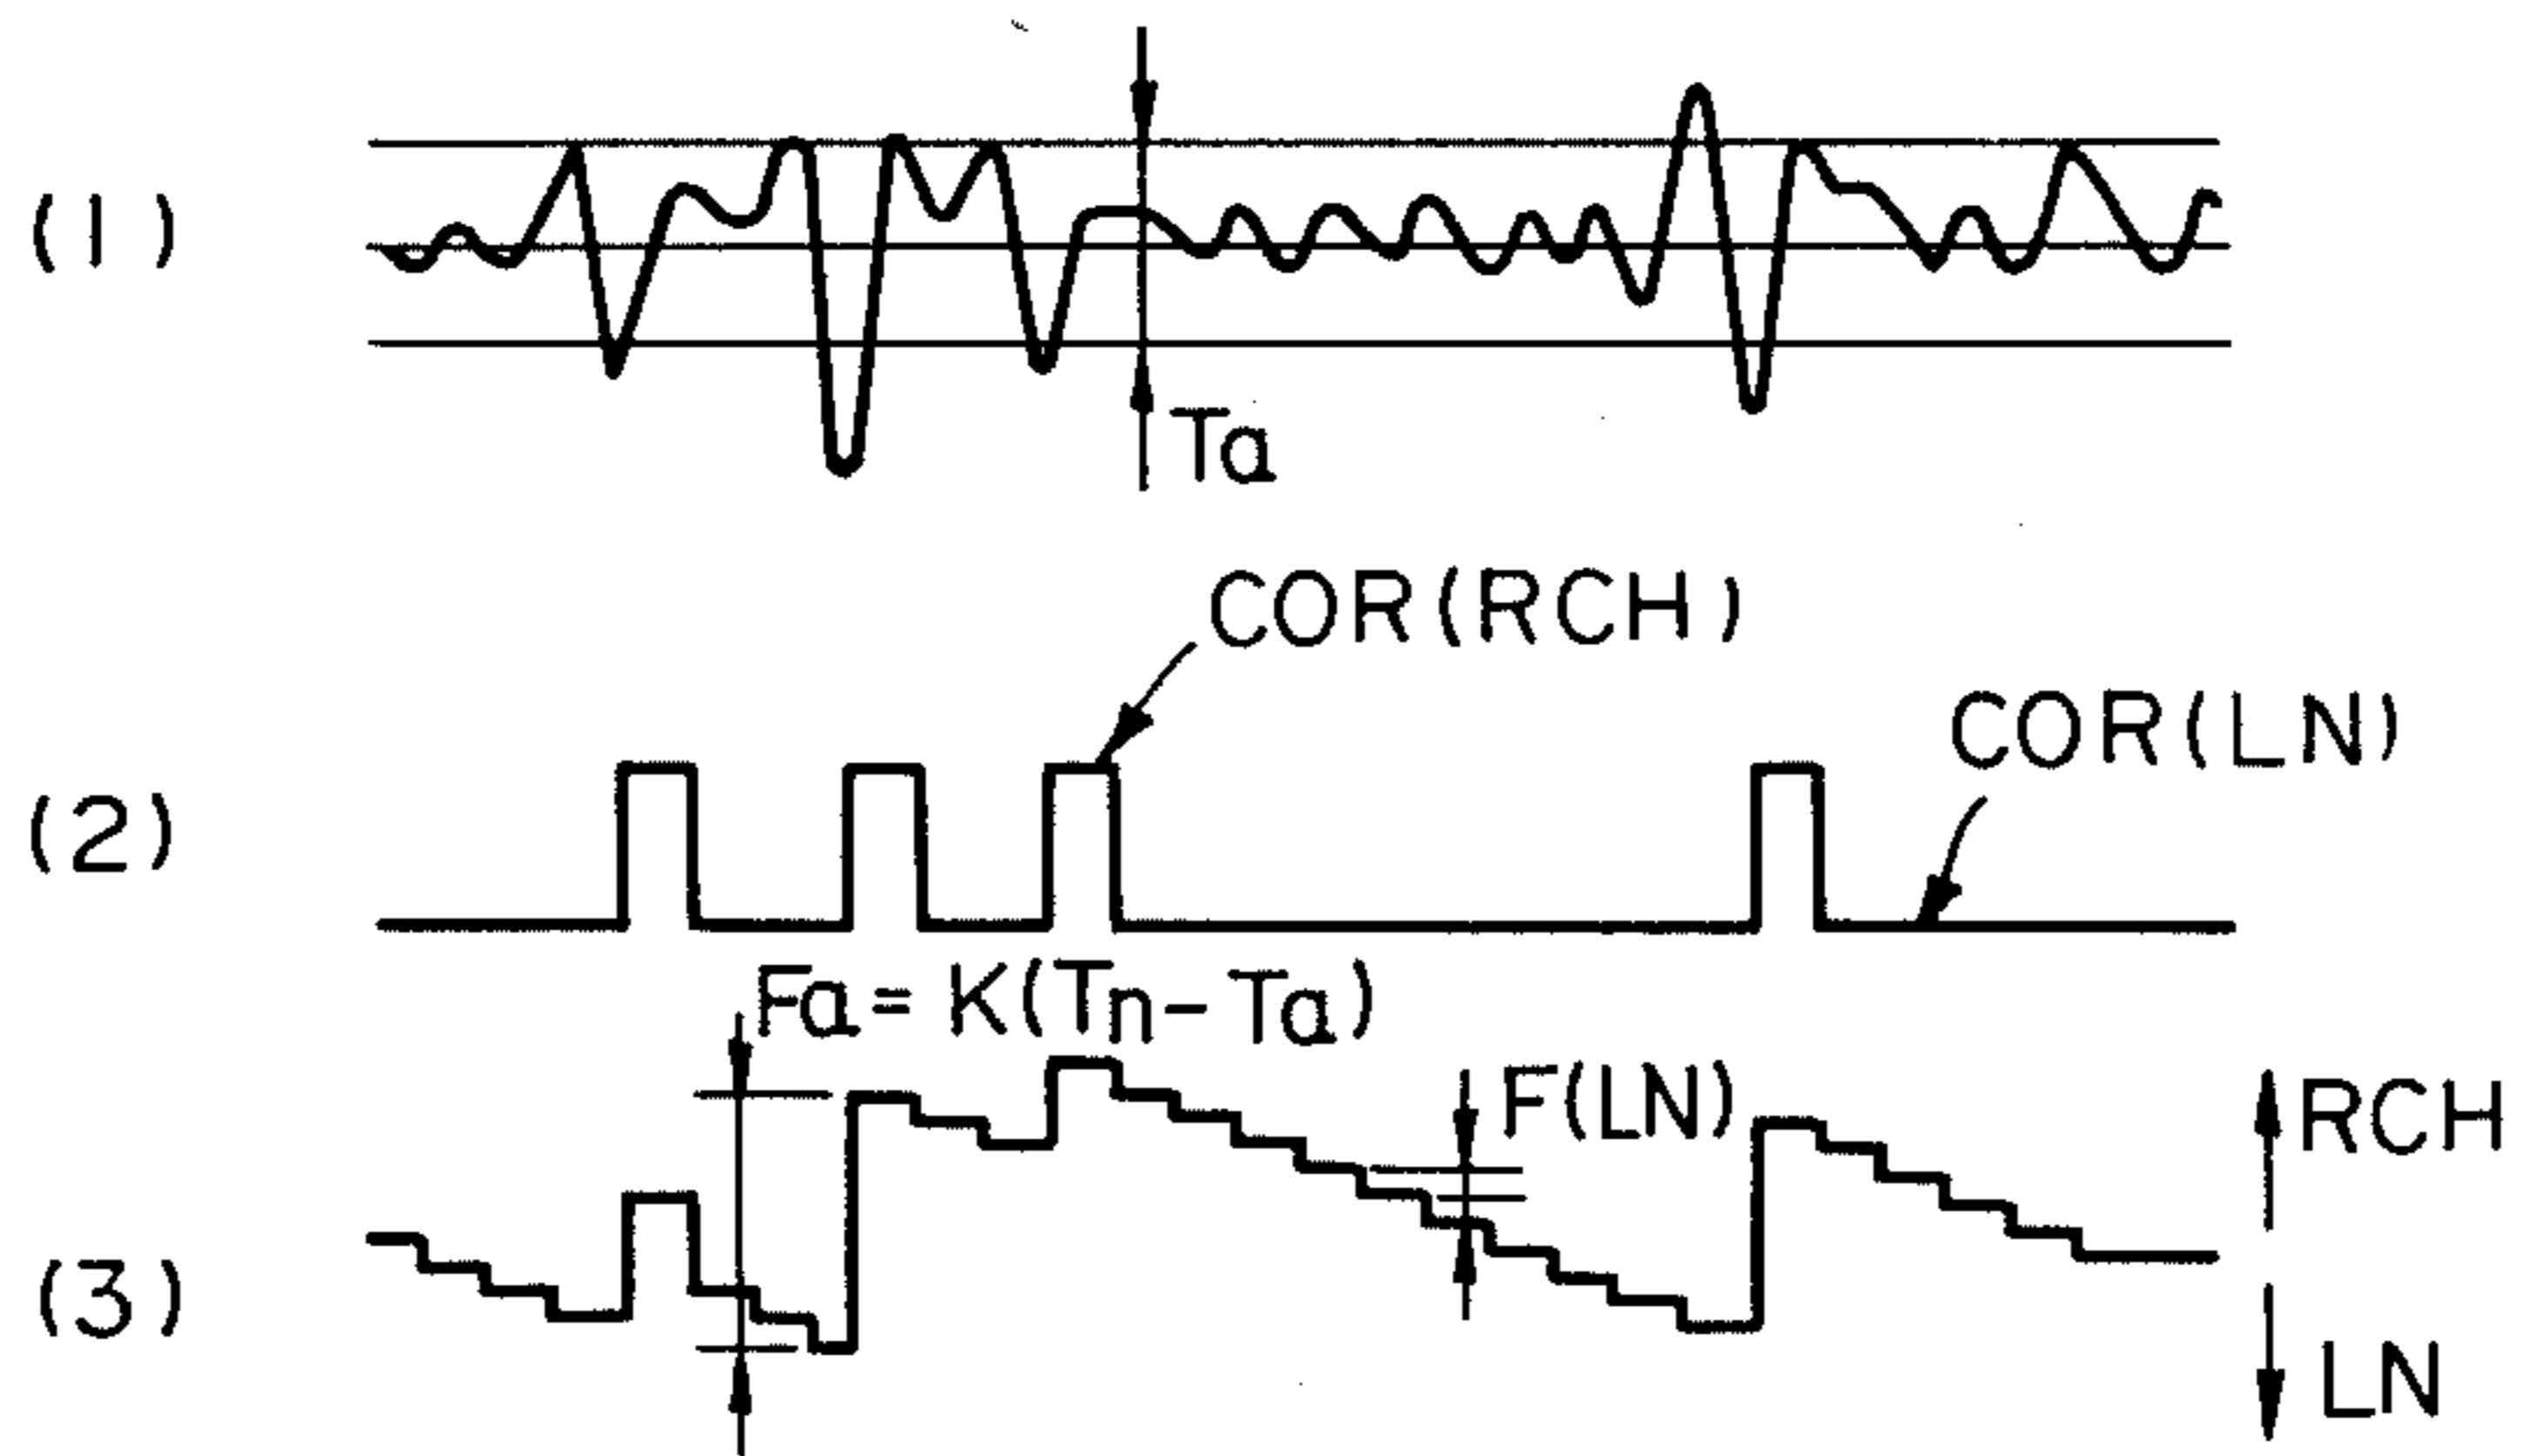 (1)
Ta
COR(RCH)
COR(LN)
(2)
Fa = K(Tn-Ta)
F(LN)
RCH
(3)
LN